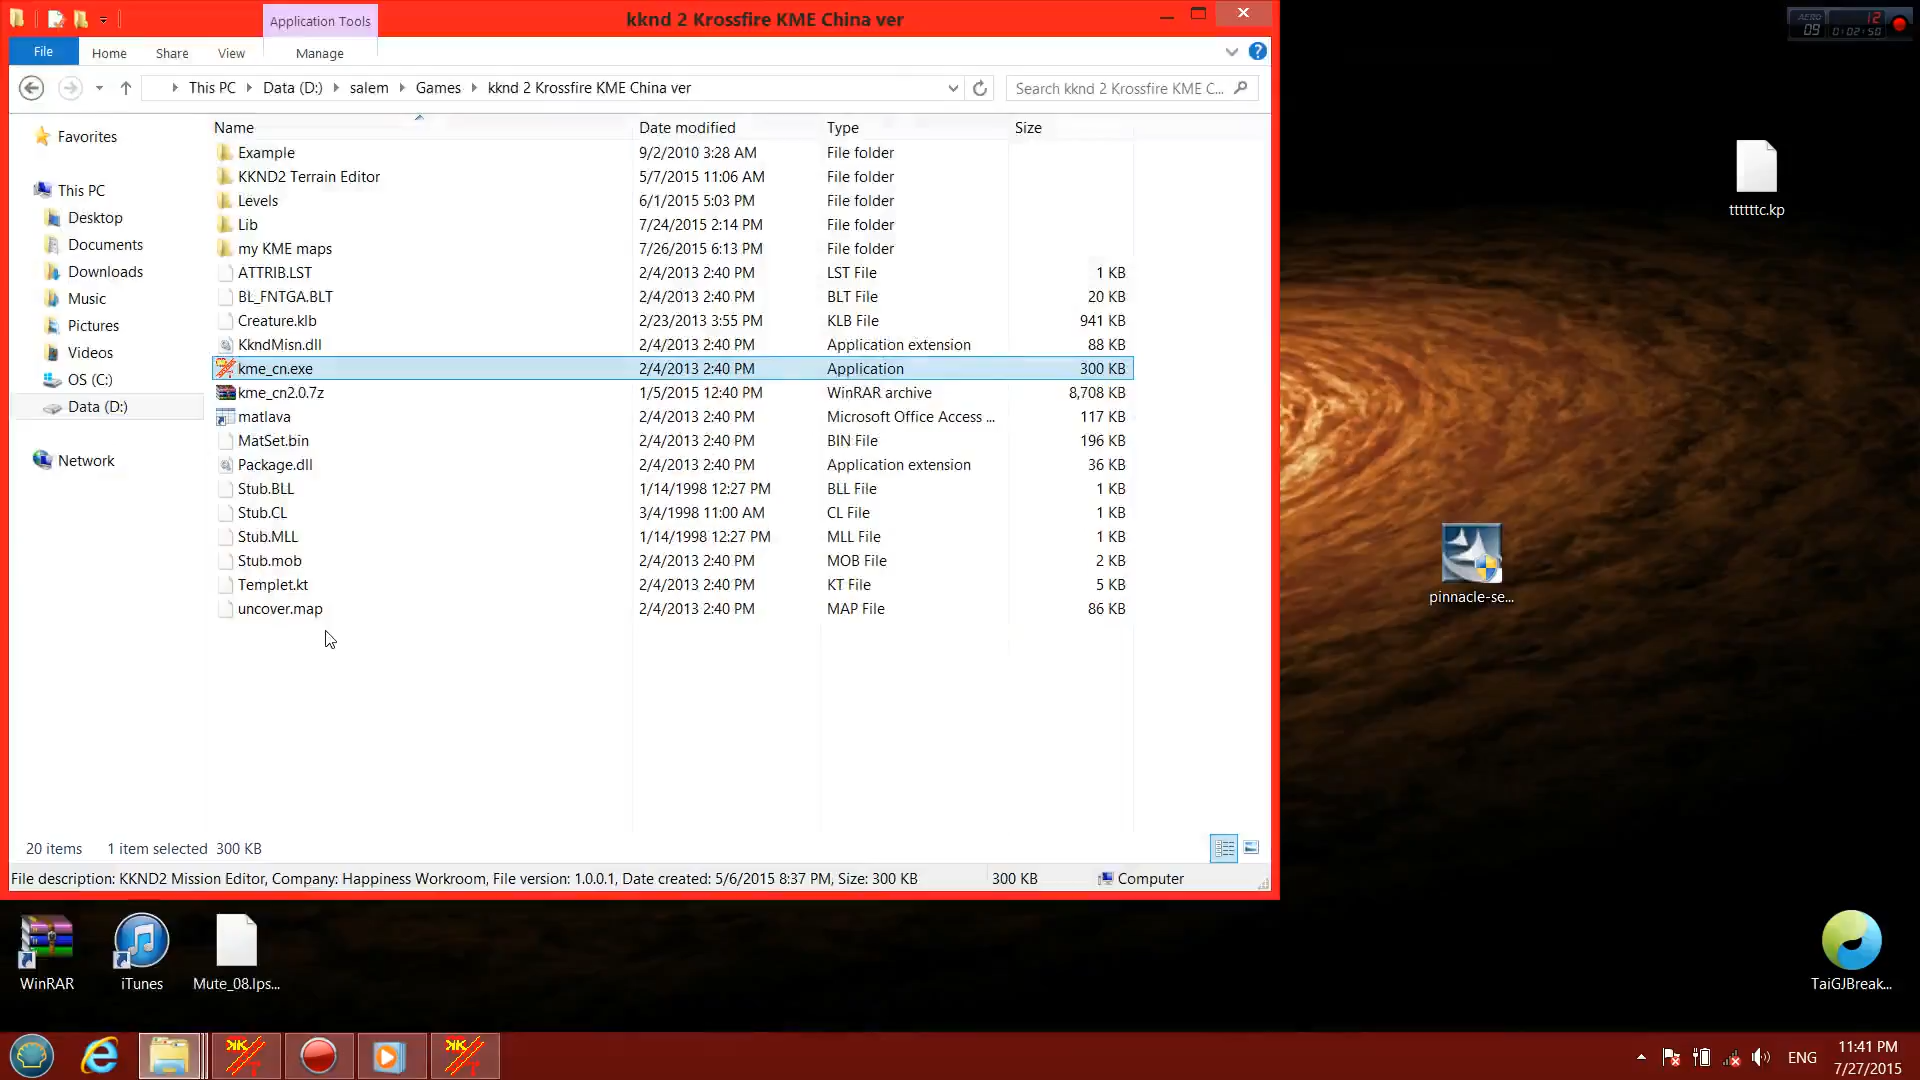 Application Tools
kknd 2 Krossfire KME China ver
AERO 12
09 0:02:50
File Home Share View Manage
This PC Data (D:) salem Games kknd 2 Krossfire KME China ver
Search kknd 2 Krossfire KME C...
Name Date modified Type Size
Favorites
This PC
Desktop
Documents
Downloads
Music
Pictures
Videos
OS (C:)
Data (D:)
Network
Example 9/2/2010 3:28 AM File folder
KKND2 Terrain Editor 5/7/2015 11:06 AM File folder
Levels 6/1/2015 5:03 PM File folder
Lib 7/24/2015 2:14 PM File folder
my KME maps 7/26/2015 6:13 PM File folder
ATTRIB.LST 2/4/2013 2:40 PM LST File 1 KB
BL_FNTGA.BLT 2/4/2013 2:40 PM BLT File 20 KB
Creature.klb 2/23/2013 3:55 PM KLB File 941 KB
KkndMisn.dll 2/4/2013 2:40 PM Application extension 88 KB
kme_cn.exe 2/4/2013 2:40 PM Application 300 KB
kme_cn2.0.7z 1/5/2015 12:40 PM WinRAR archive 8,708 KB
matlava 2/4/2013 2:40 PM Microsoft Office Access ... 117 KB
MatSet.bin 2/4/2013 2:40 PM BIN File 196 KB
Package.dll 2/4/2013 2:40 PM Application extension 36 KB
Stub.BLL 1/14/1998 12:27 PM BLL File 1 KB
Stub.CL 3/4/1998 11:00 AM CL File 1 KB
Stub.MLL 1/14/1998 12:27 PM MLL File 1 KB
Stub.mob 2/4/2013 2:40 PM MOB File 2 KB
Templet.kt 2/4/2013 2:40 PM KT File 5 KB
uncover.map 2/4/2013 2:40 PM MAP File 86 KB
20 items 1 item selected 300 KB
File description: KKND2 Mission Editor, Company: Happiness Workroom, File version: 1.0.0.1, Date created: 5/6/2015 8:37 PM, Size: 300 KB 300 KB Computer
ttttttc.kp
pinnacle-se...
WinRAR
iTunes
Mute_08.lps...
TaiGJBreak...
ENG
11:41 PM
7/27/2015